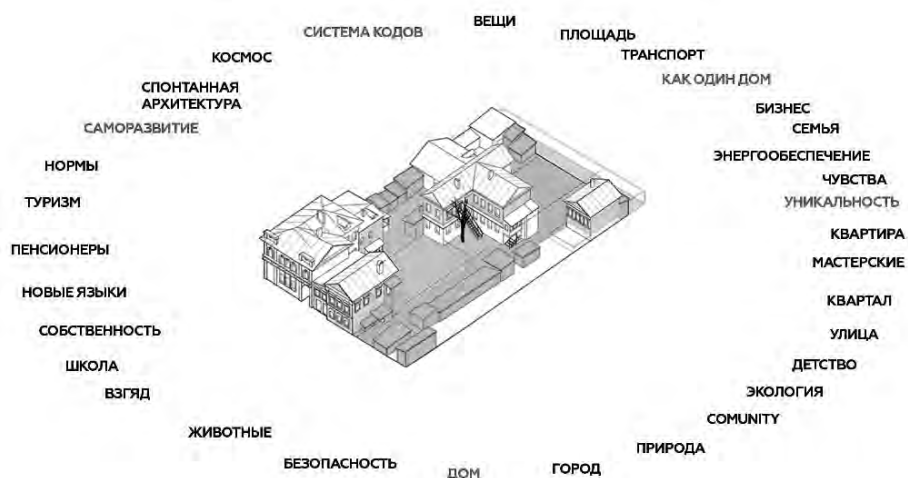 ВЕЩИ
ПЛОЩАДЬ
ТРАНСПОРТ
КАК ОДИН ДОМ
БИЗНЕС
СЕМЬЯ
ЭНЕРГООБЕСПЕЧЕНИЕ
ЧУВСТВА
УНИКАЛЬНОСТЬ
КВАРТИРА
МАСТЕРСКИЕ
КВАРТАЛ
УЛИЦА
ДЕТСТВО
ЭКОЛОГИЯ
COMUNITY
ПРИРОДА
ГОРОД
ДОМ
БЕЗОПАСНОСТЬ
ЖИВОТНЫЕ
ВЗГЯД
ШКОЛА
СОБСТВЕННОСТЬ
НОВЫЕ ЯЗЫКИ
ПЕНСИОНЕРЫ
ТУРИЗМ
НОРМЫ
САМОРАЗВИТИЕ
СПОНТАННАЯ
АРХИТЕКТУРА
КОСМОС
СИСТЕМА КОДОВ